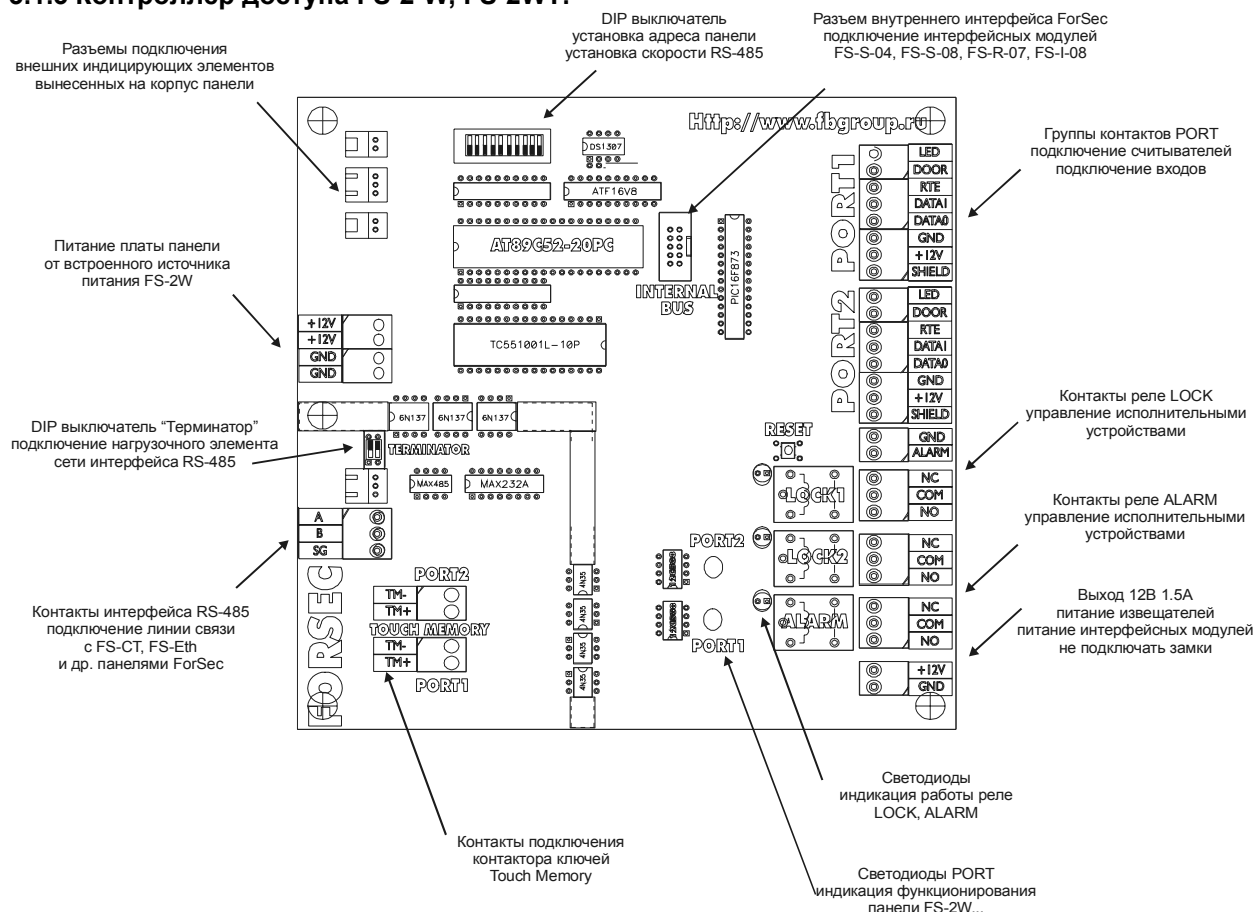 DIP выключатель
установка адреса панели
установка скорости RS-485
Разъем внутреннего интерфейса ForSec
подключение интерфейсных модулей
FS-S-04, FS-S-08, FS-R-07, FS-I-08
Разъемы подключения
внешних индицирующих элементов
вынесенных на корпус панели
Группы контактов PORT
подключение считывателей
подключение входов
Питание платы панели
от встроенного источника
питания FS-2W
DIP выключатель “Терминатор”
подключение нагрузочного элемента
сети интерфейса RS-485
Контакты интерфейса RS-485
подключение линии связи
с FS-CT, FS-Eth
и др. панелями ForSec
Контакты реле LOCK
управление исполнительными
устройствами
Контакты реле ALARM
управление исполнительными
устройствами
Выход 12В 1.5А
питание извещателей
питание интерфейсных модулей
не подключать замки
Http://www.fbgroup.ru
DS1307
ATF16V8
AT89C52-20PC
INTERNAL
BUS
PIC16F873
TC551001L-10P
+12V
+12V
GND
GND
6N137
6N137
6N137
TERMINATOR
MAX485
MAX232A
A
B
SG
FORSEC
PORT2
TM-
TM+
TOUCH MEMORY
TM-
TM+
PORT1
4N35
4N35
4N35
4N35
PORT2
PORT1
RESET
LOCK1
LOCK2
ALARM
PORT1
LED
DOOR
RTE
DATA1
DATA0
GND
+12V
SHIELD
PORT2
LED
DOOR
RTE
DATA1
DATA0
GND
+12V
SHIELD
GND
ALARM
NC
COM
NO
NC
COM
NO
NC
COM
NO
+12V
GND
Светодиоды
индикация работы реле
LOCK, ALARM
Контакты подключения
контактора ключей
Touch Memory
Светодиоды PORT
индикация функционирования
панели FS-2W...